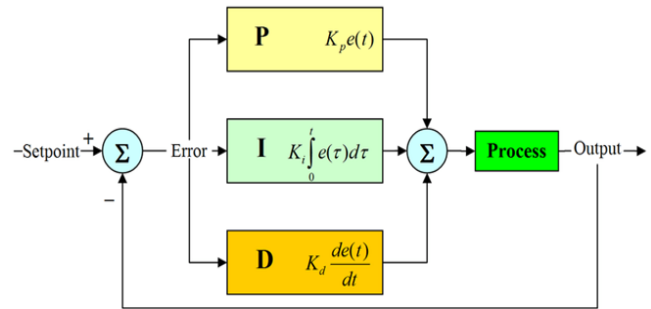 P K_p e(t)
−Setpoint + Σ Error I K_i ∫_0^t e(τ)dτ Σ Process Output
−
D K_d de(t)/dt